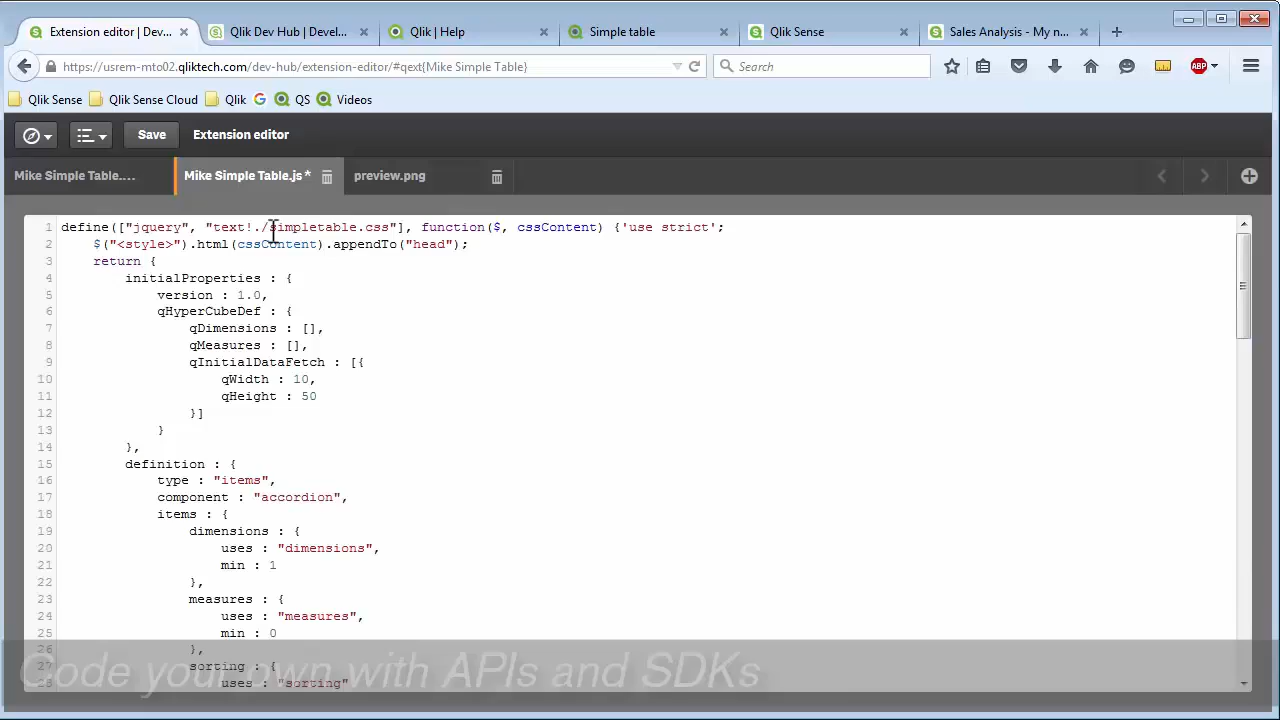 Extension editor | Dev...
Qlik Dev Hub | Devel...
Qlik | Help
Simple table
Qlik Sense
Sales Analysis - My n...
https://usrem-mto02.qliktech.com/dev-hub/extension-editor/#qext{Mike Simple Table}
Search
ABP
Qlik Sense
Qlik Sense Cloud
Qlik
QS
Videos
Save
Extension editor
Mike Simple Table....
Mike Simple Table.js *
preview.png
1 define(["jquery", "text!./simpletable.css"], function($, cssContent) {'use strict';
2 $("<style>").html(cssContent).appendTo("head");
3 return {
4 initialProperties : {
5 version : 1.0,
6 qHyperCubeDef : {
7 qDimensions : [],
8 qMeasures : [],
9 qInitialDataFetch : [{
10 qWidth : 10,
11 qHeight : 50
12 }]
13 }
14 },
15 definition : {
16 type : "items",
17 component : "accordion",
18 items : {
19 dimensions : {
20 uses : "dimensions",
21 min : 1
22 },
23 measures : {
24 uses : "measures",
25 min : 0
26 },
27 sorting : {
28 uses : "sorting"
Code your own with APIs and SDKs